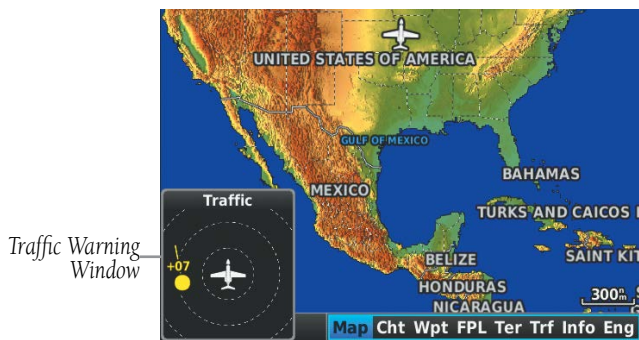 UNITED STATES OF AMERICA
GULF OF MEXICO
BAHAMAS
MEXICO
TURKS AND CAICOS
Traffic
Traffic Warning
Window
+07
BELIZE
SAINT KIT
HONDURAS
300nm
NICARAGUA
Map Cht Wpt FPL Ter Trf Info Eng